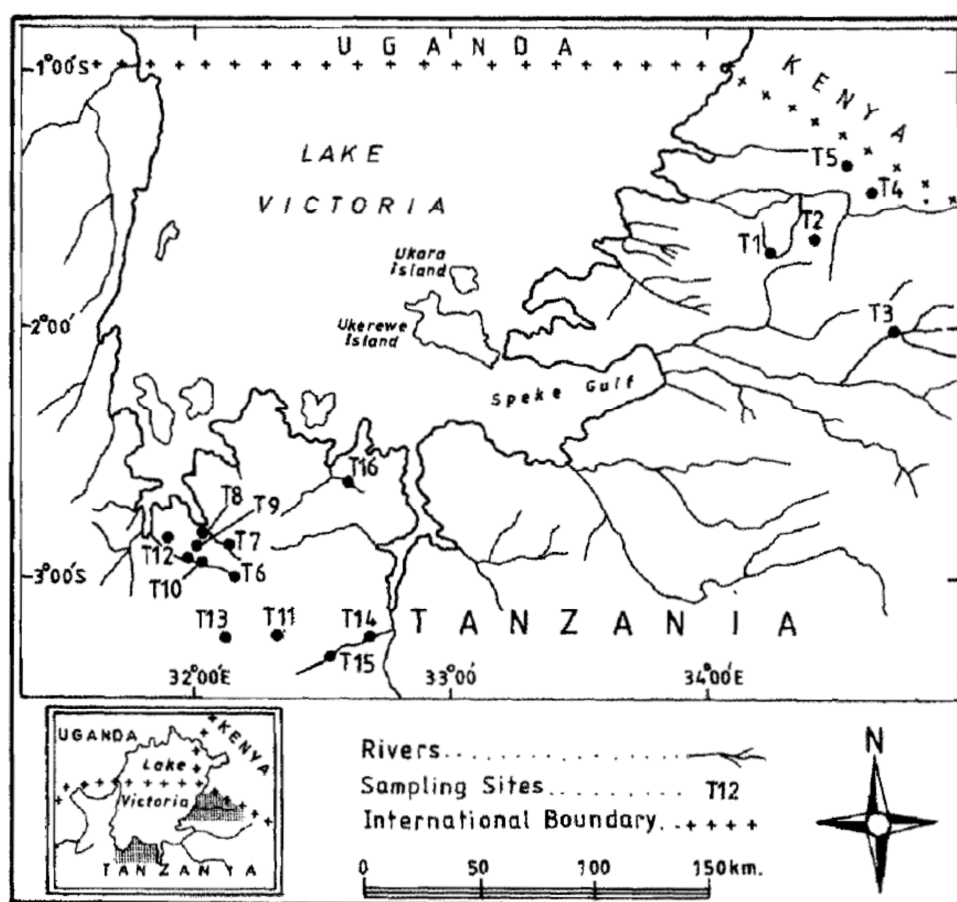 UGANDA
1°00'S
KENYA
LAKE
VICTORIA
T5
T4
T2
T1
Ukara
Island
2°00'
Ukerewe
Island
T3
Speke Gulf
T16
T8
T9
T12
T7
3°00'S
T10
T6
T13
T11
T14
TANZANIA
T15
32°00'E
33°00'
34°00'
UGANDA
KENYA
Lake
Victoria
TANZANYA
Rivers
Sampling Sites
T12
International Boundary
N
0
50
100
150km.